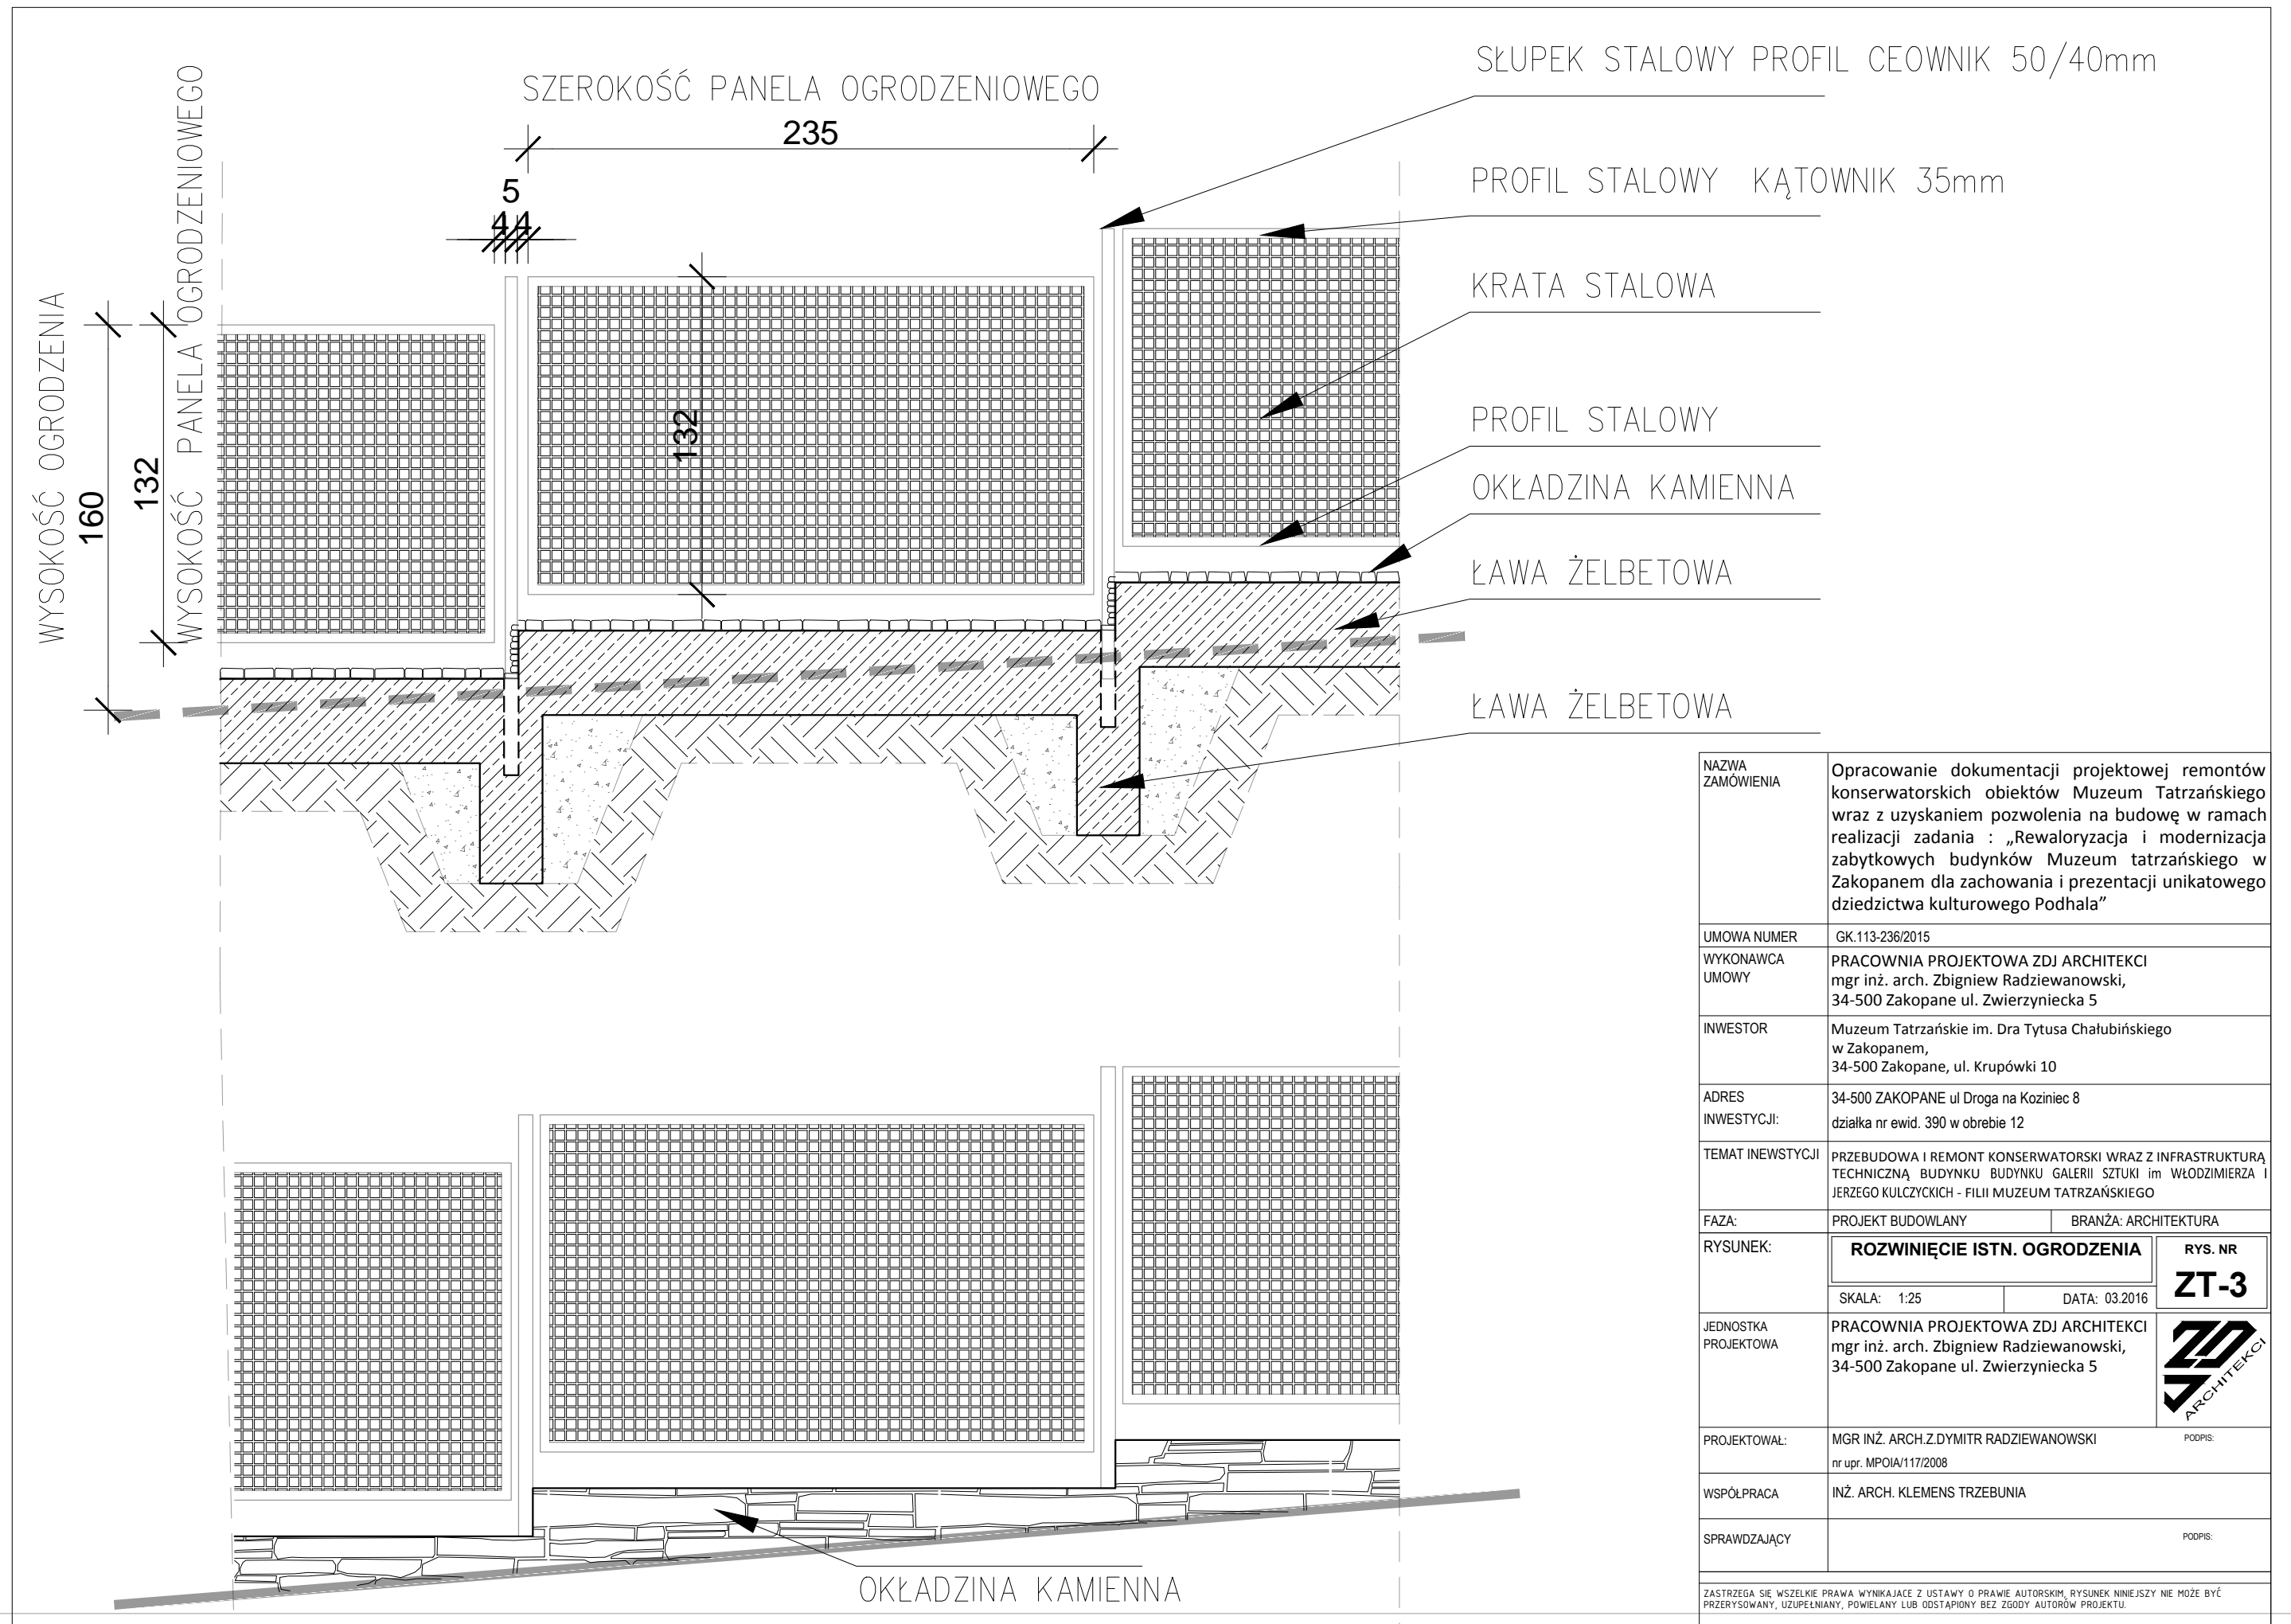 SZEROKOŚĆ PANELA OGRODZENIOWEGO
235
5
4
4
WYSOKOŚĆ OGRODZENIA
160
132
WYSOKOŚĆ PANELA OGRODZENIOWEGO
132
SŁUPEK STALOWY PROFIL CEOWNIK 50/40mm
PROFIL STALOWY KĄTOWNIK 35mm
KRATA STALOWA
PROFIL STALOWY
OKŁADZINA KAMIENNA
ŁAWA ŻELBETOWA
ŁAWA ŻELBETOWA
OKŁADZINA KAMIENNA
NAZWA
ZAMÓWIENIA
Opracowanie dokumentacji projektowej remontów
konserwatorskich obiektów Muzeum Tatrzańskiego
wraz z uzyskaniem pozwolenia na budowę w ramach
realizacji zadania : „Rewaloryzacja i modernizacja
zabytkowych budynków Muzeum tatrzańskiego w
Zakopanem dla zachowania i prezentacji unikatowego
dziedzictwa kulturowego Podhala”
UMOWA NUMER GK.113-236/2015
WYKONAWCA
UMOWY
PRACOWNIA PROJEKTOWA ZDJ ARCHITEKCI
mgr inż. arch. Zbigniew Radziewanowski,
34-500 Zakopane ul. Zwierzyniecka 5
INWESTOR
Muzeum Tatrzańskie im. Dra Tytusa Chałubińskiego
w Zakopanem,
34-500 Zakopane, ul. Krupówki 10
ADRES
INWESTYCJI:
34-500 ZAKOPANE ul Droga na Koziniec 8
działka nr ewid. 390 w obrebie 12
TEMAT INEWSTYCJI
PRZEBUDOWA I REMONT KONSERWATORSKI WRAZ Z INFRASTRUKTURĄ
TECHNICZNĄ BUDYNKU BUDYNKU GALERII SZTUKI im WŁODZIMIERZA I
JERZEGO KULCZYCKICH - FILII MUZEUM TATRZAŃSKIEGO
FAZA: PROJEKT BUDOWLANY BRANŻA: ARCHITEKTURA
RYSUNEK: ROZWINIĘCIE ISTN. OGRODZENIA
RYS. NR
ZT-3
SKALA: 1:25 DATA: 03.2016
JEDNOSTKA
PROJEKTOWA
PRACOWNIA PROJEKTOWA ZDJ ARCHITEKCI
mgr inż. arch. Zbigniew Radziewanowski,
34-500 Zakopane ul. Zwierzyniecka 5
ZDJ
ARCHITEKCI
PROJEKTOWAŁ: MGR INŻ. ARCH.Z.DYMITR RADZIEWANOWSKI PODPIS:
nr upr. MPOIA/117/2008
WSPÓŁPRACA INŻ. ARCH. KLEMENS TRZEBUNIA
SPRAWDZAJĄCY PODPIS:
ZASTRZEGA SIĘ WSZELKIE PRAWA WYNIKAJACE Z USTAWY O PRAWIE AUTORSKIM, RYSUNEK NINIEJSZY NIE MOŻE BYĆ
PRZERYSOWANY, UZUPEŁNIANY, POWIELANY LUB ODSTĄPIONY BEZ ZGODY AUTORÓW PROJEKTU.